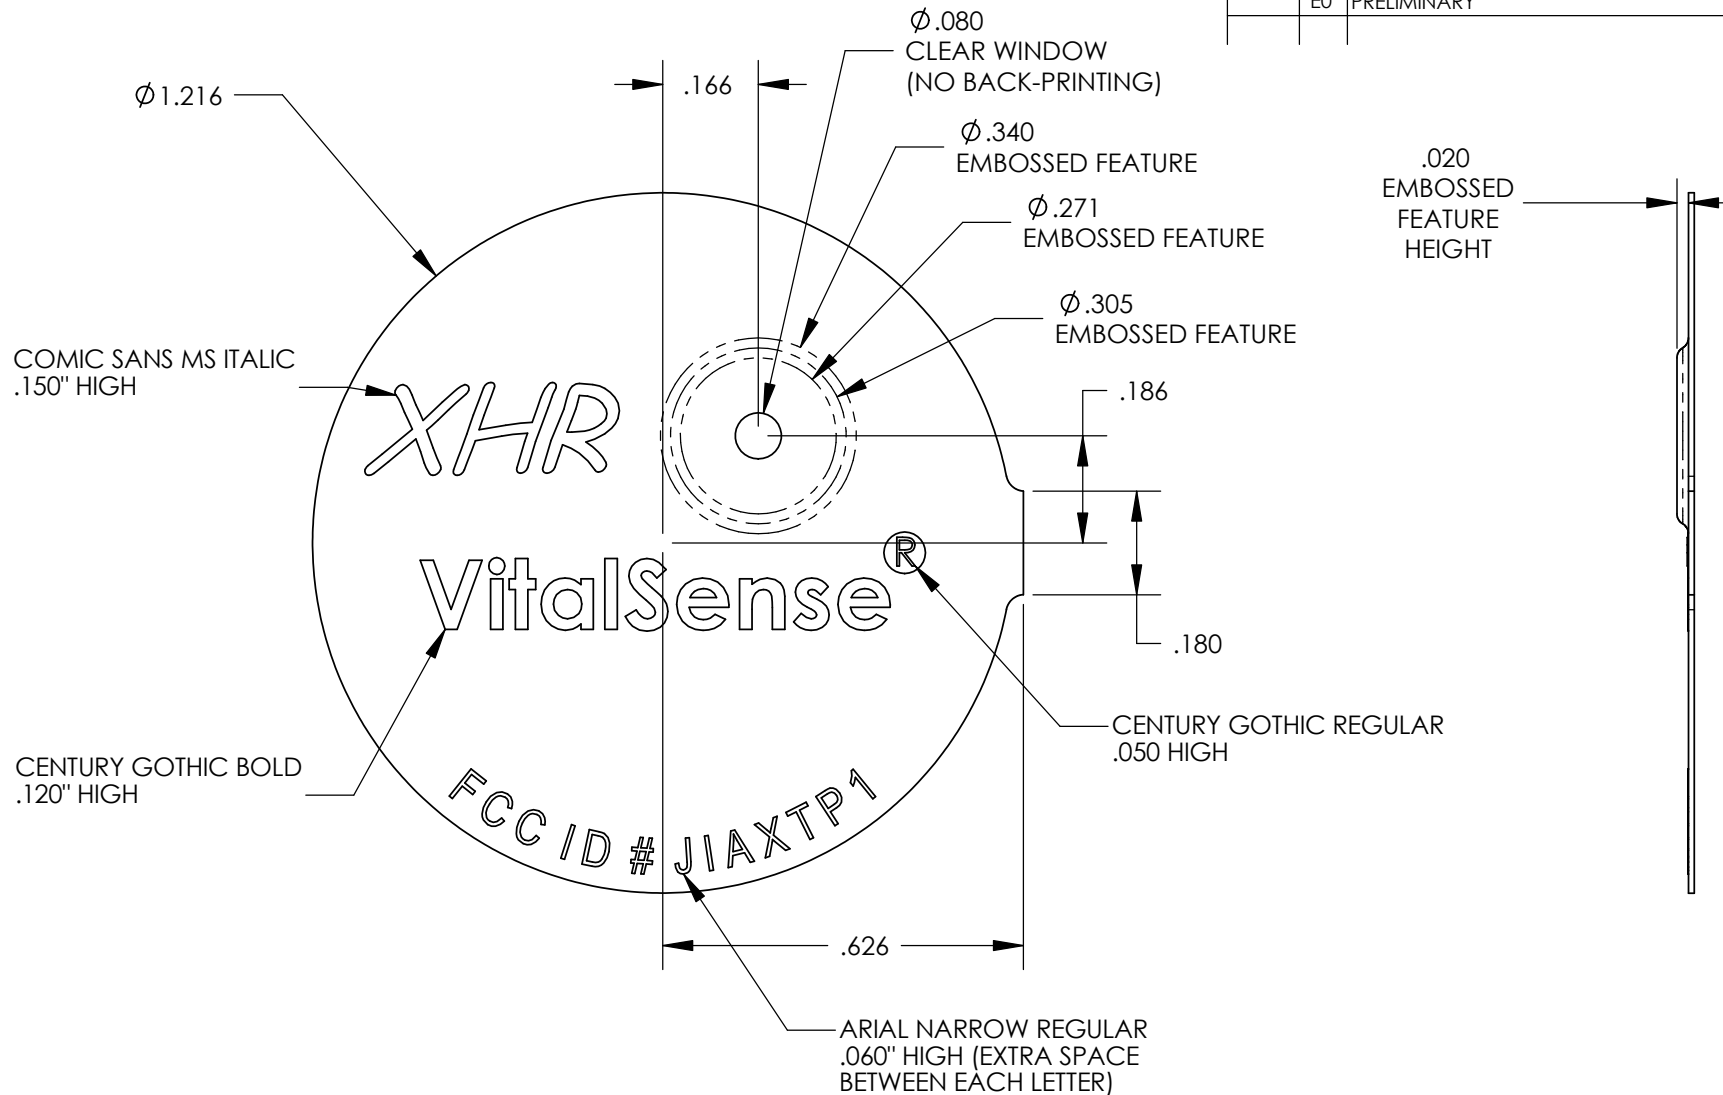 E0 PRELIMINARY
Ø.080
CLEAR WINDOW
(NO BACK-PRINTING)
.166
Ø1.216
Ø.340
EMBOSSED FEATURE
.020
EMBOSSED
FEATURE
HEIGHT
Ø.271
EMBOSSED FEATURE
Ø.305
EMBOSSED FEATURE
COMIC SANS MS ITALIC
.150" HIGH
XHR
.186
VitalSense®
.180
CENTURY GOTHIC REGULAR
.050 HIGH
CENTURY GOTHIC BOLD
.120" HIGH
FCC ID # JIAXTP1
.626
ARIAL NARROW REGULAR
.060" HIGH (EXTRA SPACE
BETWEEN EACH LETTER)